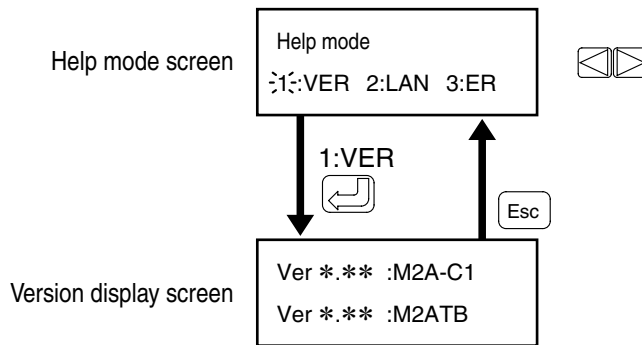 Help mode screen
Help mode
1:VER 2:LAN 3:ER
1:VER
Esc
Version display screen
Ver *.** :M2A-C1
Ver *.** :M2ATB